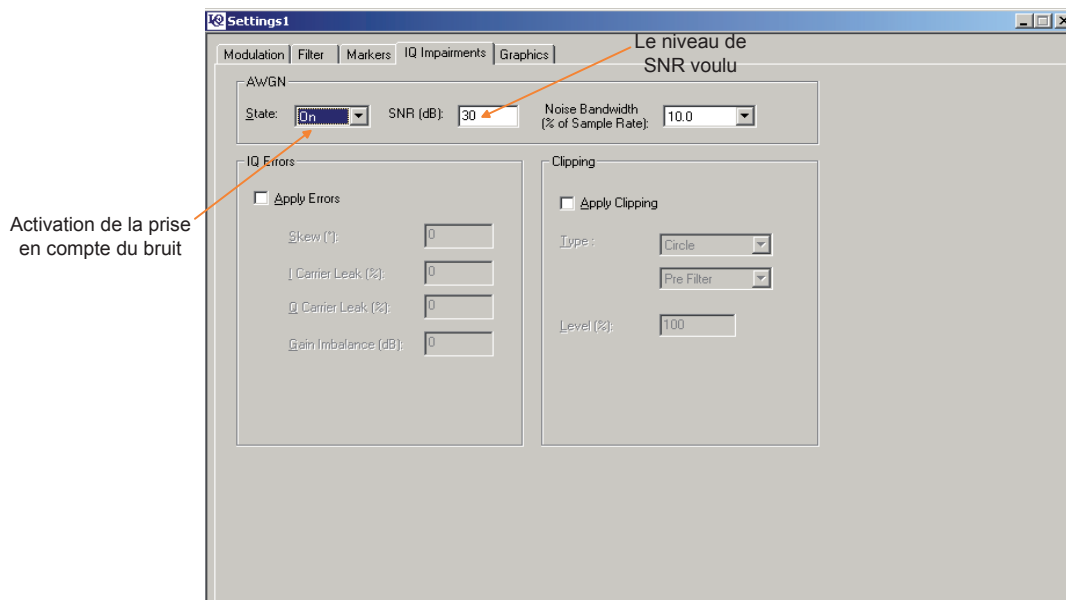 Settings1
Modulation Filter Markers IQ Impairments Graphics
Le niveau de
SNR voulu
AWGN
State: On SNR (dB): 30 Noise Bandwidth
(% of Sample Rate): 10.0
IQ Errors
Apply Errors
Skew (°): 0
I Carrier Leak (%): 0
Q Carrier Leak (%): 0
Gain Imbalance (dB): 0
Clipping
Apply Clipping
Type : Circle
Pre Filter
Level (%): 100
Activation de la prise
en compte du bruit